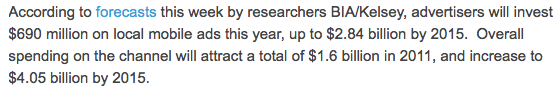 According to forecasts this week by researchers BIA/Kelsey, advertisers will invest
$690 million on local mobile ads this year, up to $2.84 billion by 2015.  Overall
spending on the channel will attract a total of $1.6 billion in 2011, and increase to
$4.05 billion by 2015.